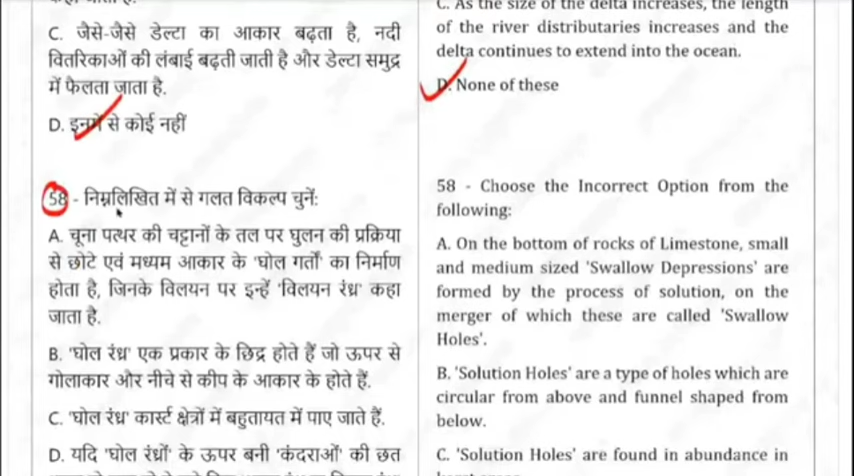 C. जैसे-जैसे डेल्टा का आकार बढ़ता है, नदी
वितरिकाओं की लंबाई बढ़ती जाती है और डेल्टा समुद्र
में फैलता जाता है.
D. इनमें से कोई नहीं
58 - निम्नलिखित में से गलत विकल्प चुनें:
A. चूना पत्थर की चट्टानों के तल पर घुलन की प्रक्रिया
से छोटे एवं मध्यम आकार के 'घोल गर्तों' का निर्माण
होता है, जिनके विलयन पर इन्हें 'विलयन रंध्र' कहा
जाता है.
B. 'घोल रंध्र' एक प्रकार के छिद्र होते हैं जो ऊपर से
गोलाकार और नीचे से कीप के आकार के होते हैं.
C. 'घोल रंध्र' कार्स्ट क्षेत्रों में बहुतायत में पाए जाते हैं.
D. यदि 'घोल रंध्रों' के ऊपर बनी 'कंदराओं' की छत
C. As the size of the delta increases, the length
of the river distributaries increases and the
delta continues to extend into the ocean.
D. None of these
58 - Choose the Incorrect Option from the
following:
A. On the bottom of rocks of Limestone, small
and medium sized 'Swallow Depressions' are
formed by the process of solution, on the
merger of which these are called 'Swallow
Holes'.
B. 'Solution Holes' are a type of holes which are
circular from above and funnel shaped from
below.
C. 'Solution Holes' are found in abundance in